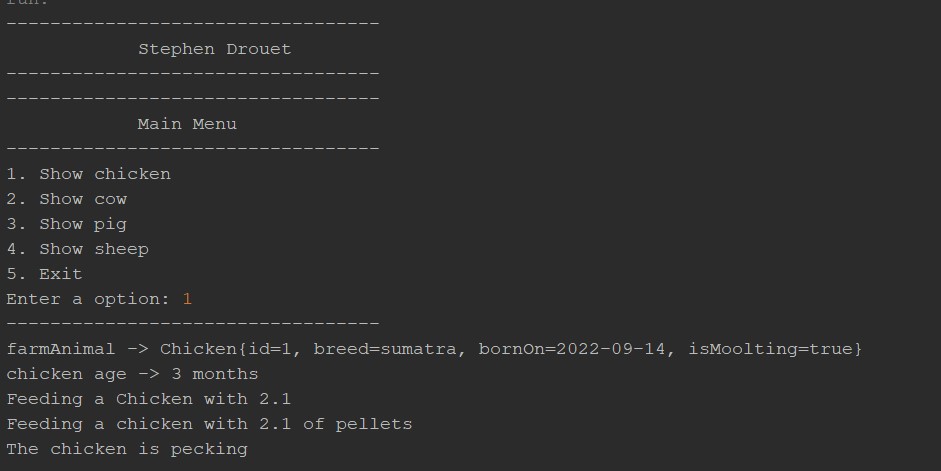 run:
----------------------------------
Stephen Drouet
----------------------------------
----------------------------------
Main Menu
----------------------------------
1. Show chicken
2. Show cow
3. Show pig
4. Show sheep
5. Exit
Enter a option: 1
----------------------------------
farmAnimal -> Chicken{id=1, breed=sumatra, bornOn=2022-09-14, isMoolting=true}
chicken age -> 3 months
Feeding a Chicken with 2.1
Feeding a chicken with 2.1 of pellets
The chicken is pecking